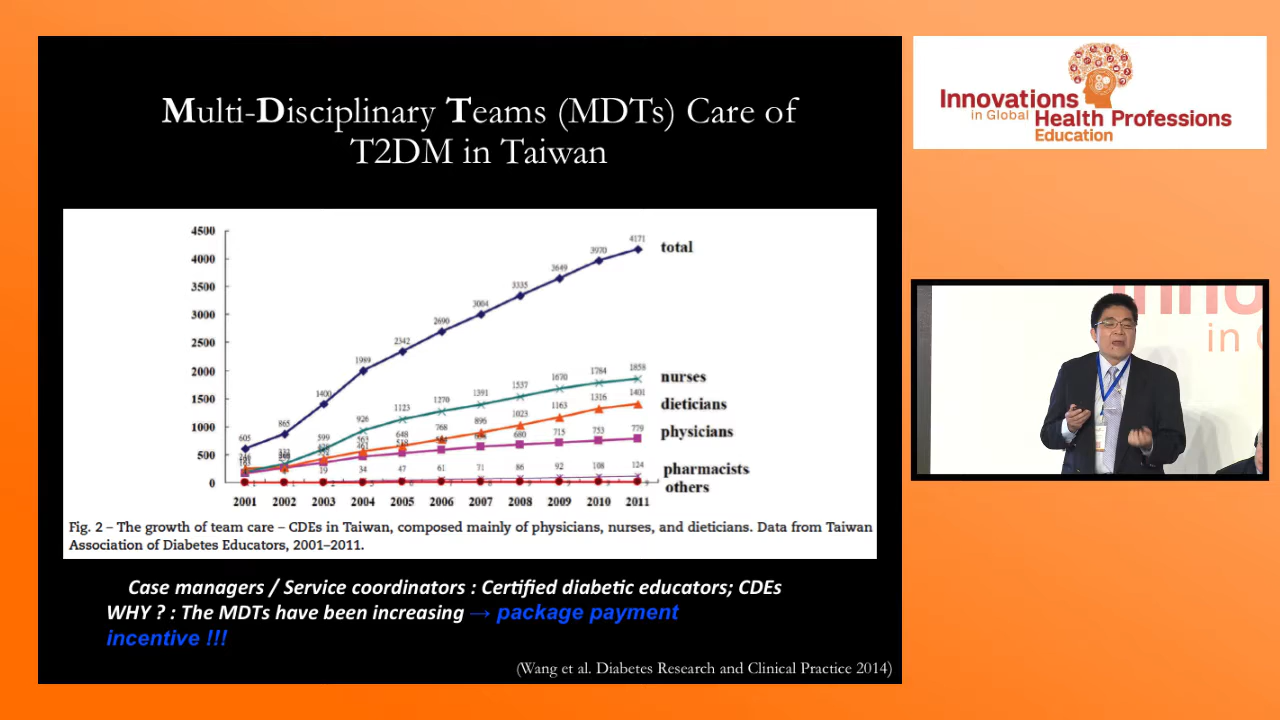 Multi-Disciplinary Teams (MDTs) Care of
T2DM in Taiwan
4500
4000
3500
3000
2500
2000
1500
1000
500
0
605
865
1400
1989
2342
2690
3004
3335
3649
3970
4171
total
599
926
1123
1270
1391
1537
1670
1784
1858
nurses
563
648
768
896
1023
1163
1316
1401
dieticians
461
680
715
753
779
physicians
19
34
47
61
71
86
92
108
124
pharmacists
others
2001 2002 2003 2004 2005 2006 2007 2008 2009 2010 2011
Fig. 2 – The growth of team care – CDEs in Taiwan, composed mainly of physicians, nurses, and dieticians. Data from Taiwan
Association of Diabetes Educators, 2001–2011.
Case managers / Service coordinators : Certified diabetic educators; CDEs
WHY ? : The MDTs have been increasing → package payment
incentive !!!
(Wang et al. Diabetes Research and Clinical Practice 2014)
Innovations
in Global Health Professions
Education
Inno
in G